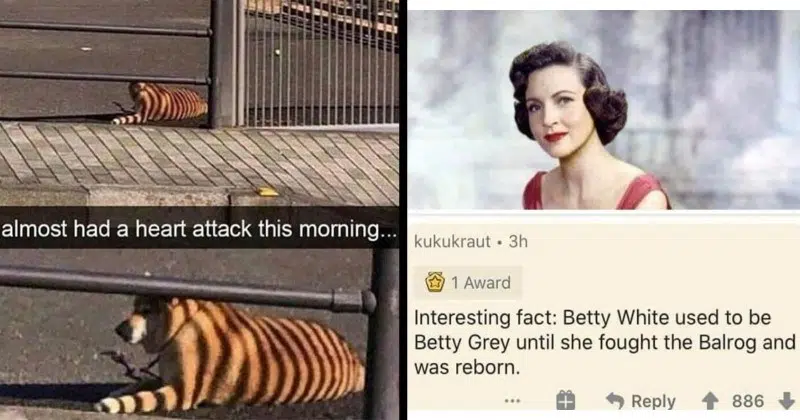 almost had a heart attack this morning...
kukukraut • 3h
1 Award
Interesting fact: Betty White used to be
Betty Grey until she fought the Balrog and
was reborn.
... Reply 886